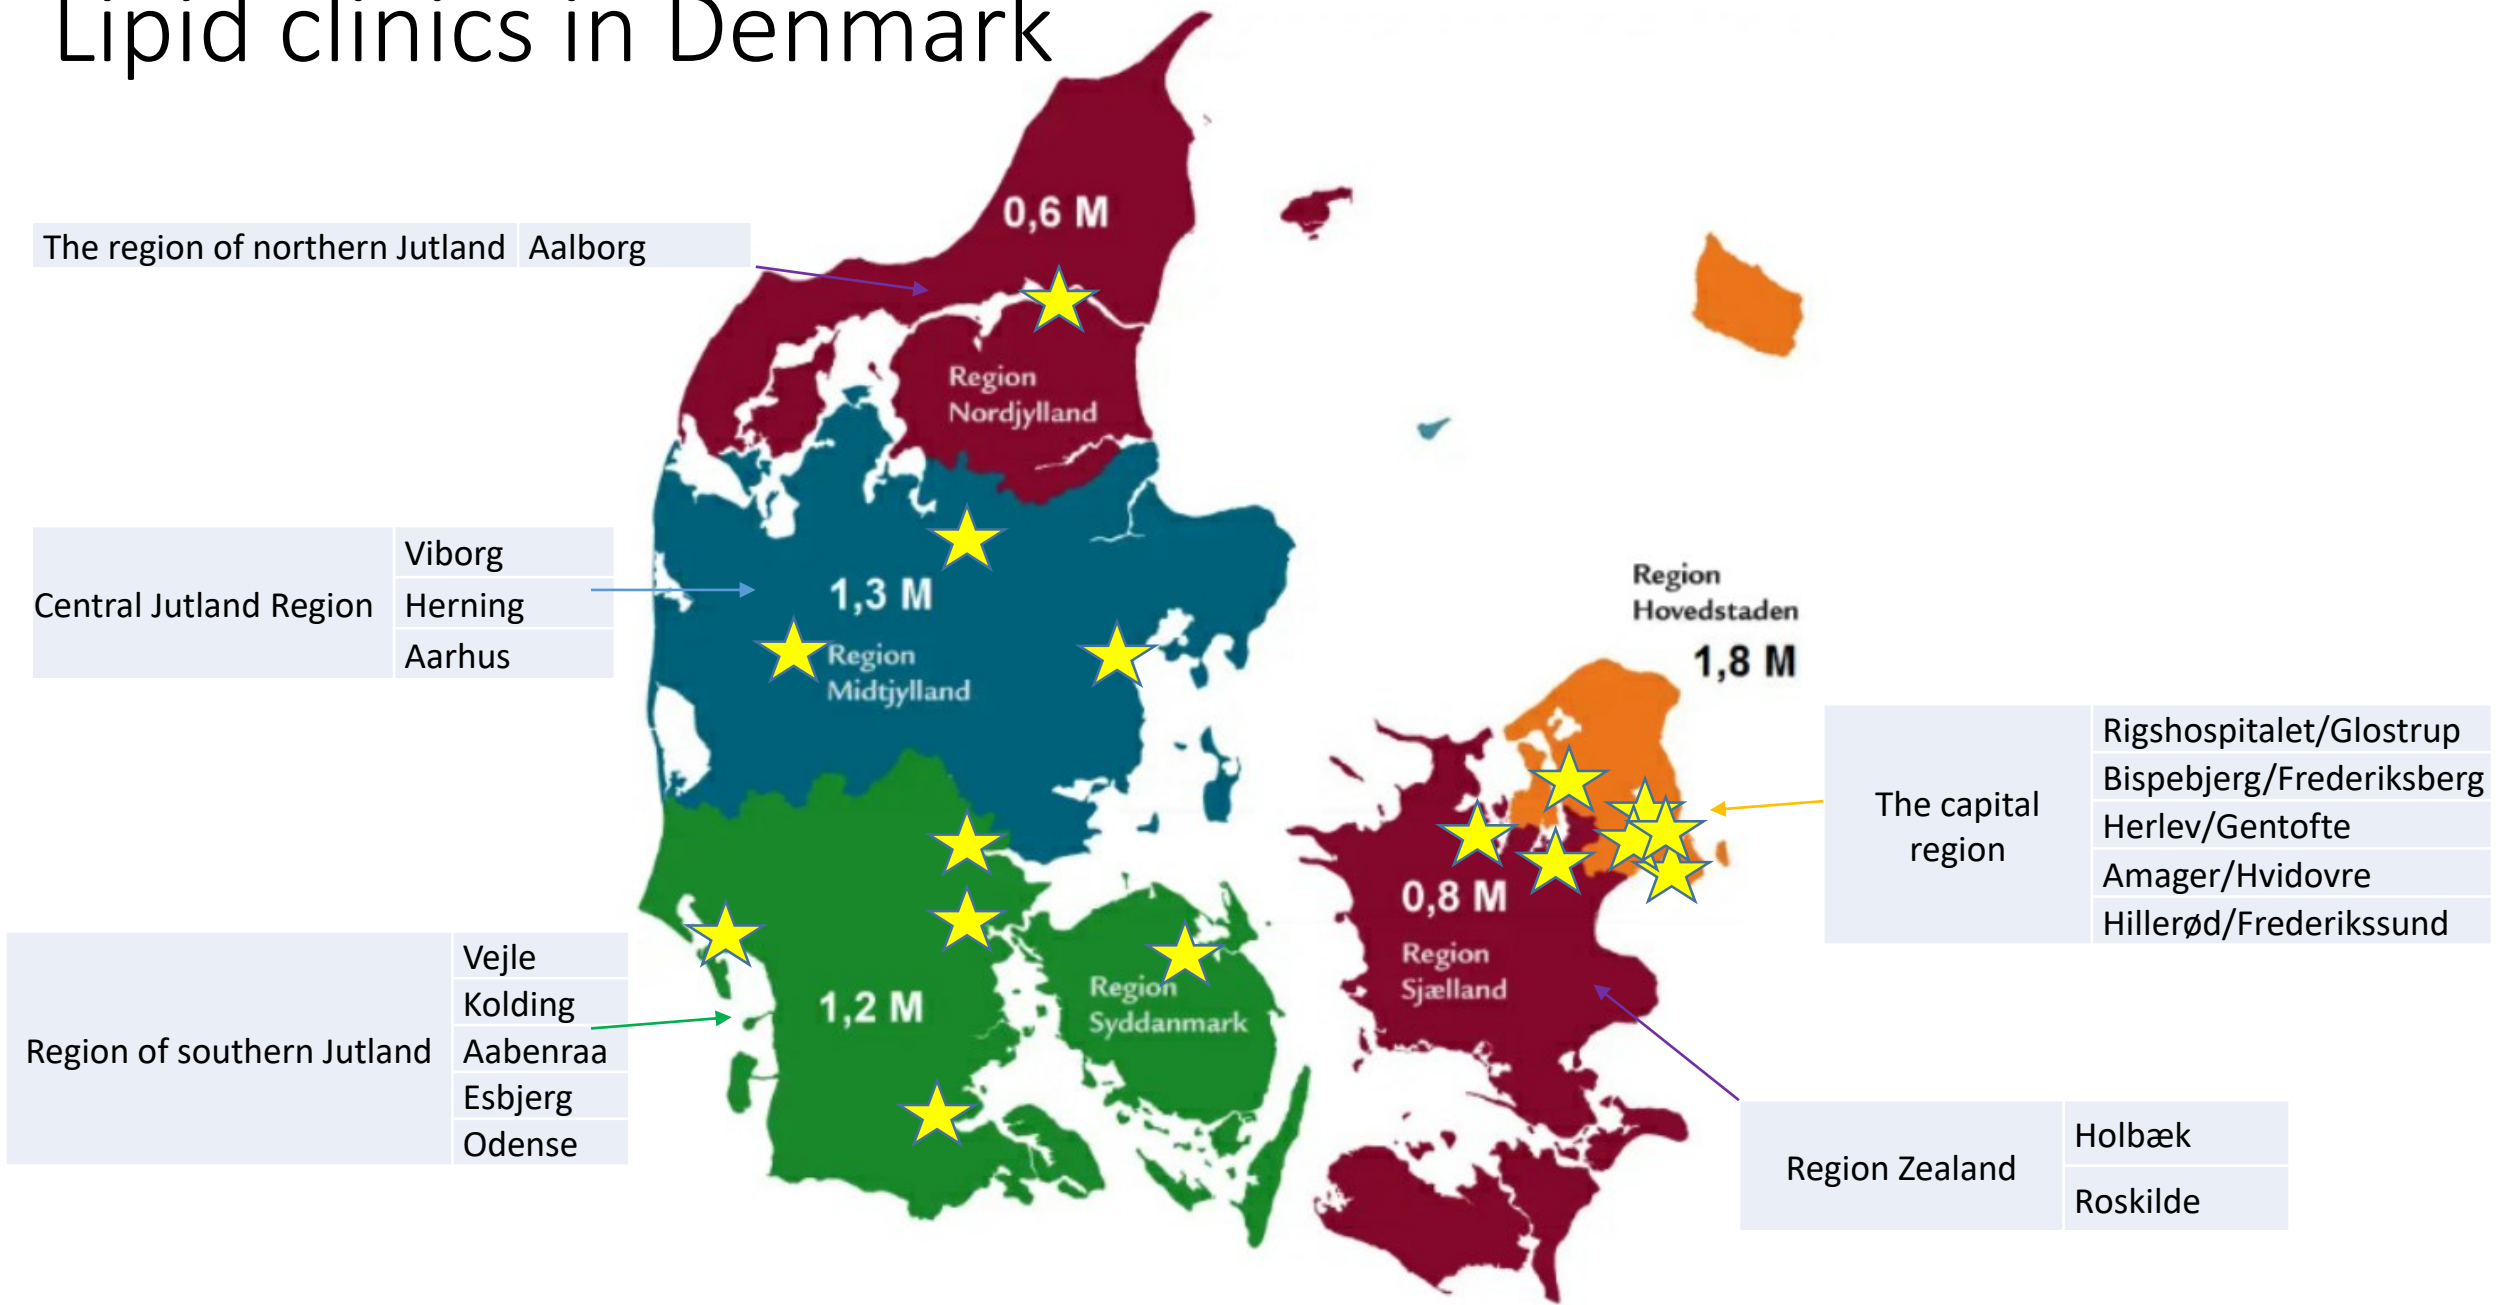 Lipid clinics in Denmark
0,6 M
The region of northern Jutland Aalborg
Region
Nordjylland
Viborg
Central Jutland Region Herning
Aarhus
1,3 M
Region
Midtjylland
Region
Hovedstaden
1,8 M
The capital
region
Rigshospitalet/Glostrup
Bispebjerg/Frederiksberg
Herlev/Gentofte
Amager/Hvidovre
Hillerød/Frederikssund
0,8 M
Region
Sjælland
Region of southern Jutland
Vejle
Kolding
Aabenraa
Esbjerg
Odense
1,2 M
Region
Syddanmark
Region Zealand
Holbæk
Roskilde